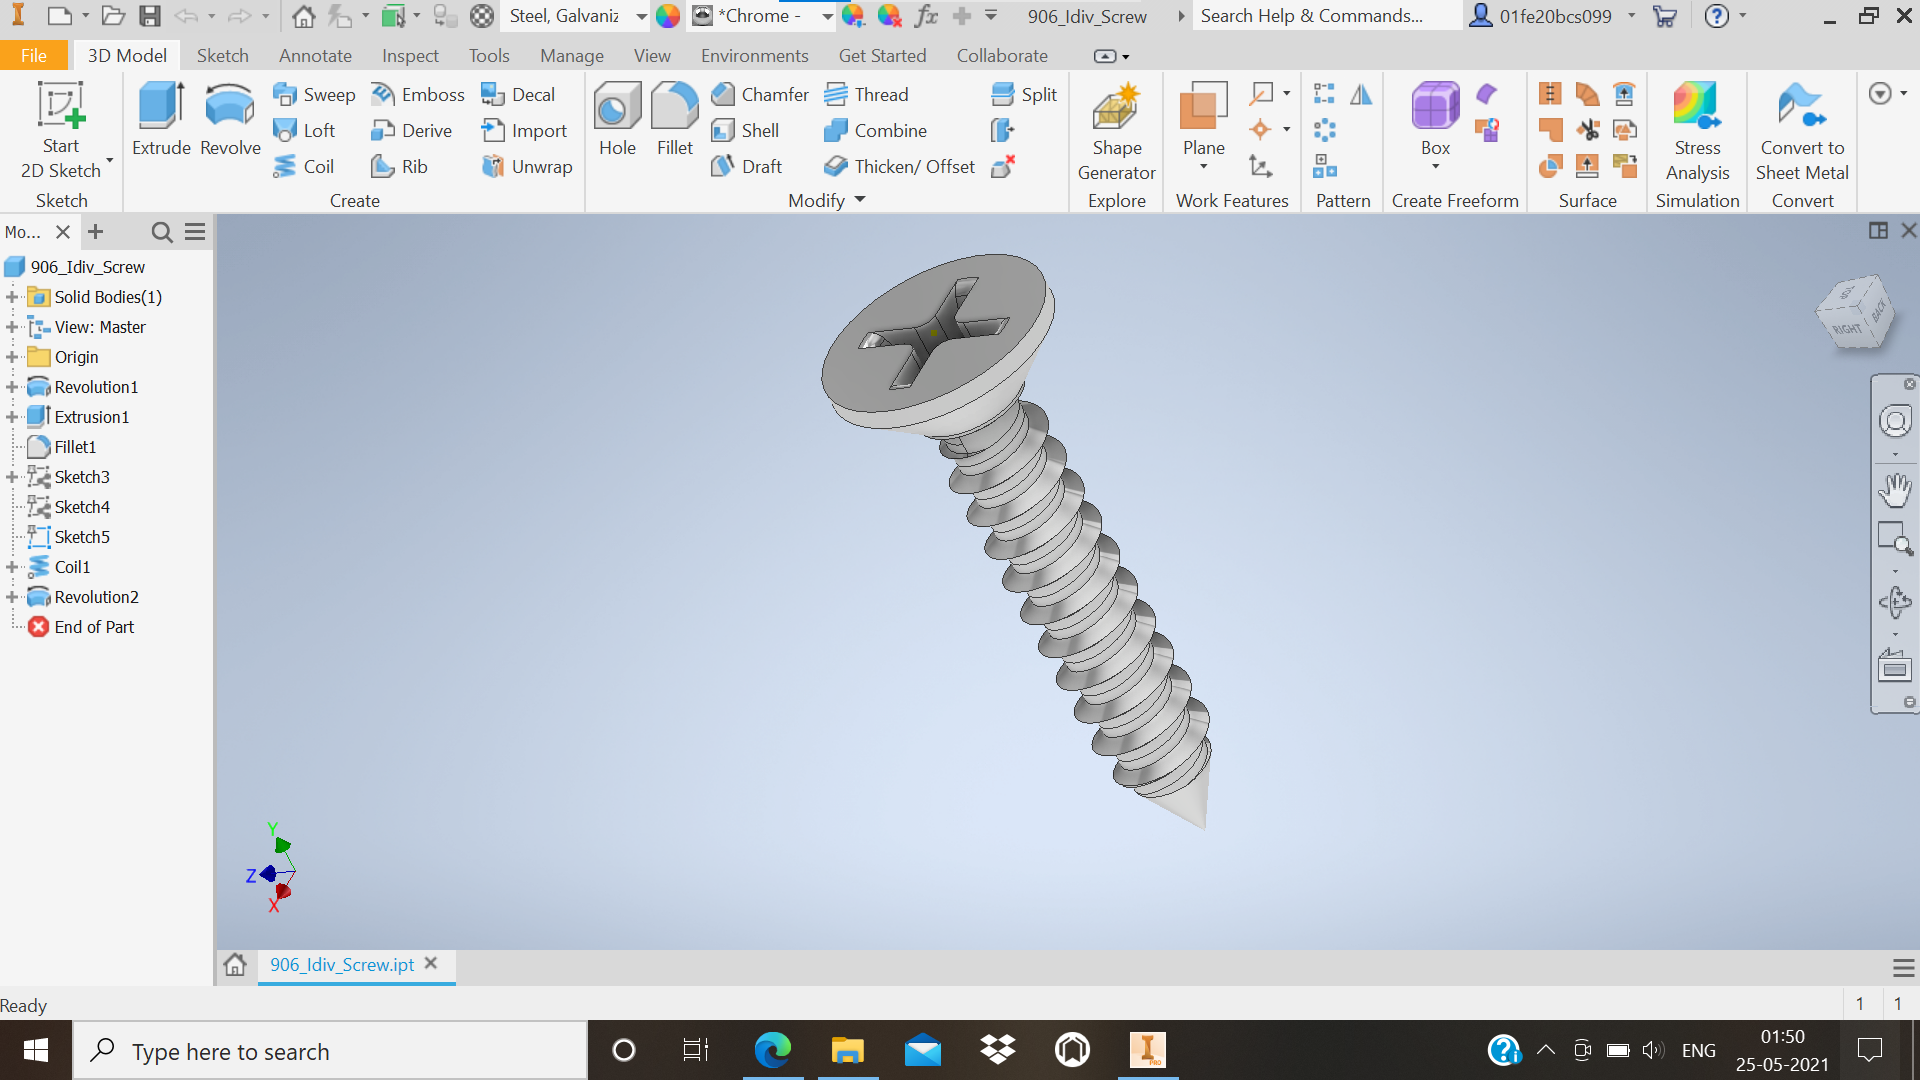 Steel, Galvaniz
*Chrome -
fx
906_Idiv_Screw
Search Help & Commands...
01fe20bcs099
File
3D Model
Sketch
Annotate
Inspect
Tools
Manage
View
Environments
Get Started
Collaborate
Start
2D Sketch
Sketch
Extrude
Revolve
Sweep
Loft
Coil
Emboss
Derive
Rib
Decal
Import
Unwrap
Create
Hole
Fillet
Chamfer
Shell
Draft
Thread
Combine
Thicken/ Offset
Split
Modify
Shape
Generator
Explore
Plane
Work Features
Pattern
Box
Create Freeform
Surface
Stress
Analysis
Simulation
Convert to
Sheet Metal
Convert
Mo...
906_Idiv_Screw
Solid Bodies(1)
View: Master
Origin
Revolution1
Extrusion1
Fillet1
Sketch3
Sketch4
Sketch5
Coil1
Revolution2
End of Part
TOP
RIGHT
BACK
Y
Z
X
906_Idiv_Screw.ipt
Ready
1
1
Type here to search
I
PRO
ENG
01:50
25-05-2021